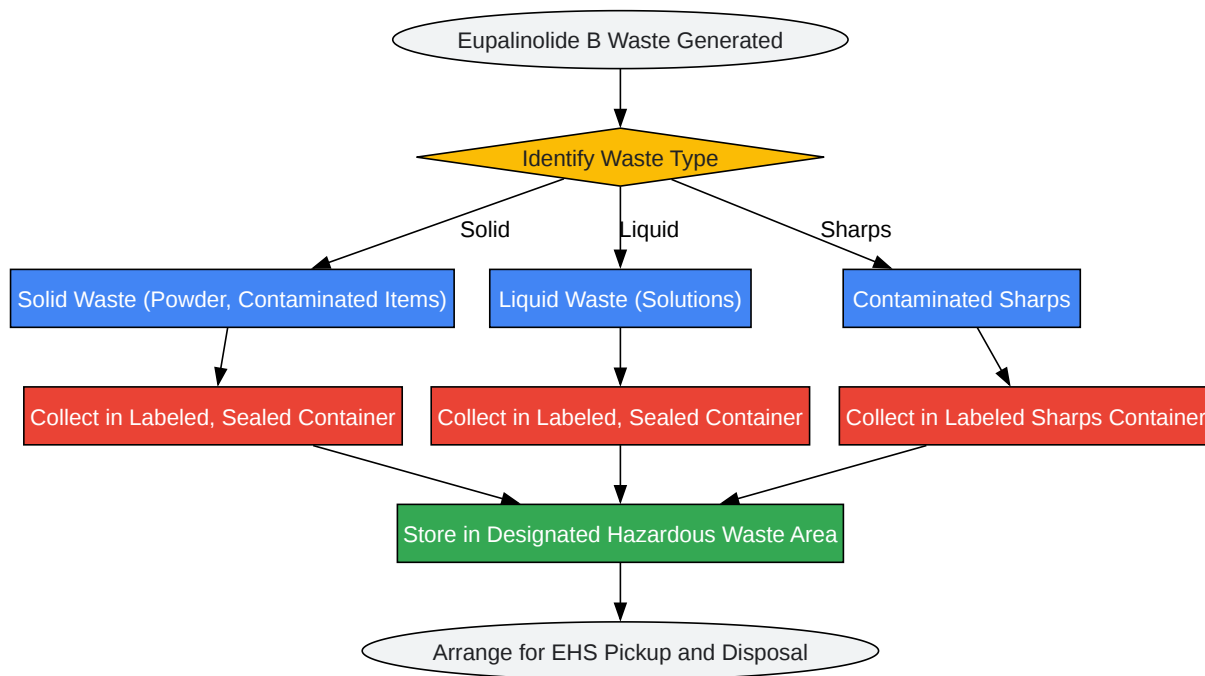 Eupalinolide B Waste Generated
Identify Waste Type
Solid
Liquid
Sharps
Solid Waste (Powder, Contaminated Items)
Liquid Waste (Solutions)
Contaminated Sharps
Collect in Labeled, Sealed Container
Collect in Labeled, Sealed Container
Collect in Labeled Sharps Container
Store in Designated Hazardous Waste Area
Arrange for EHS Pickup and Disposal